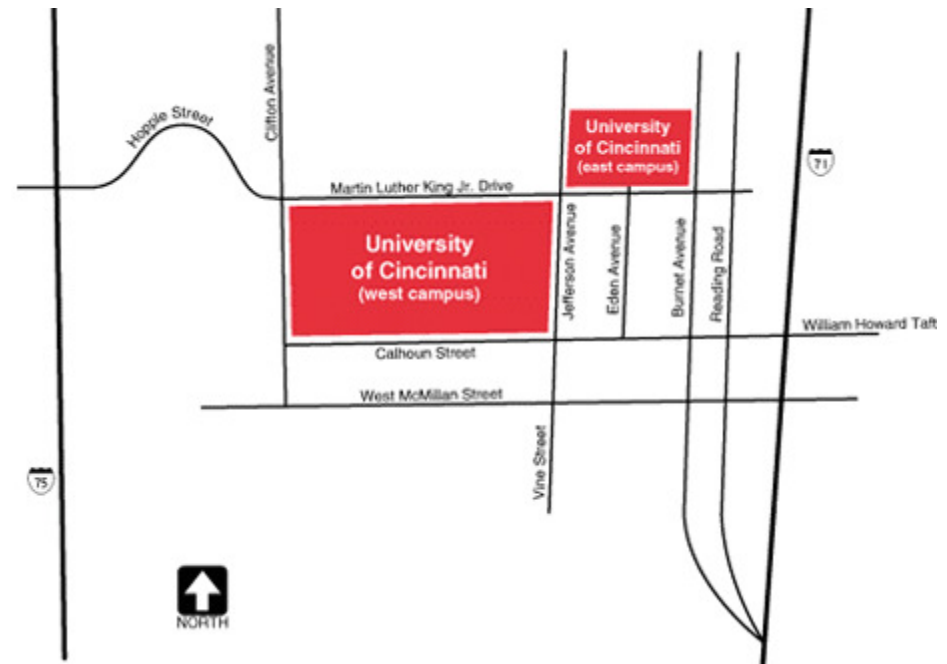 Hopple Street
Clifton Avenue
University
of Cincinnati
(east campus)
71
Martin Luther King Jr. Drive
University
of Cincinnati
(west campus)
Jefferson Avenue
Eden Avenue
Burnet Avenue
Reading Road
William Howard Taft
Calhoun Street
West McMillan Street
Vine Street
75
NORTH